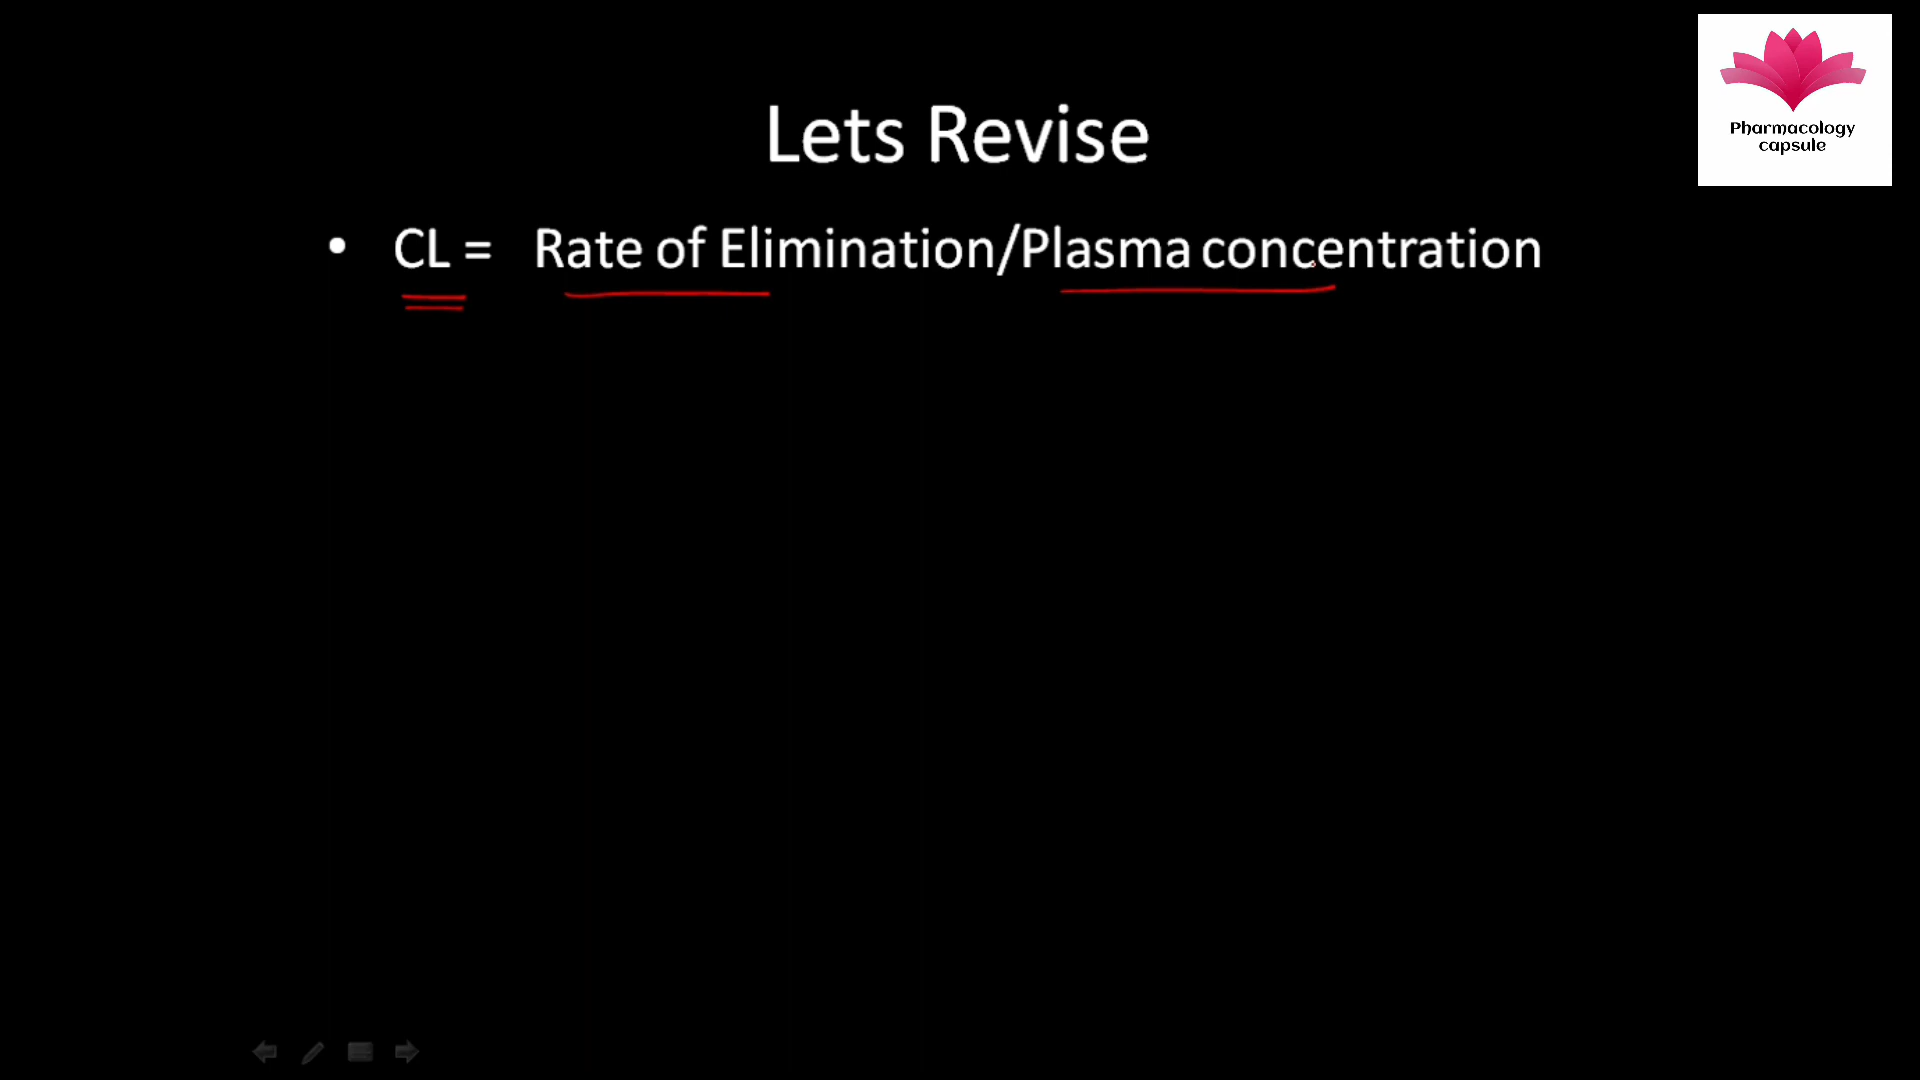 Lets Revise
• CL = Rate of Elimination/Plasma concentration
Pharmacology
capsule